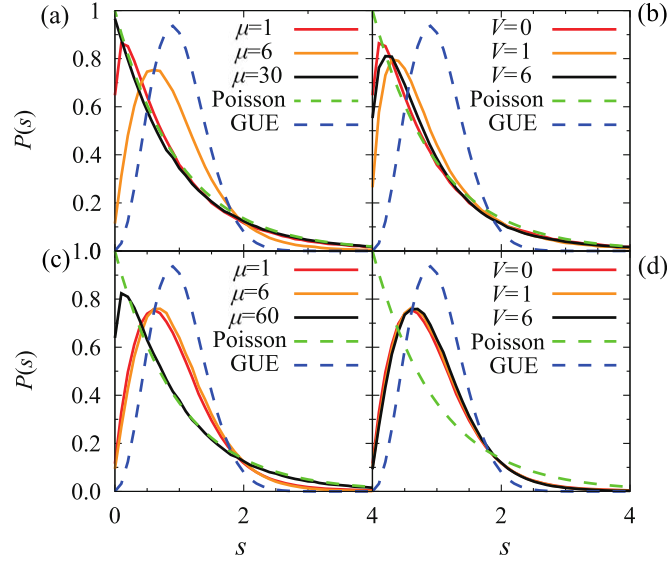 (a)
μ=1
μ=6
μ=30
Poisson
GUE
(b)
V=0
V=1
V=6
Poisson
GUE
P(s)
1
0.8
0.6
0.4
0.2
1.0
(c)
μ=1
μ=6
μ=60
Poisson
GUE
(d)
V=0
V=1
V=6
Poisson
GUE
P(s)
0.8
0.6
0.4
0.2
0.0
0 2 4 2 4
s s